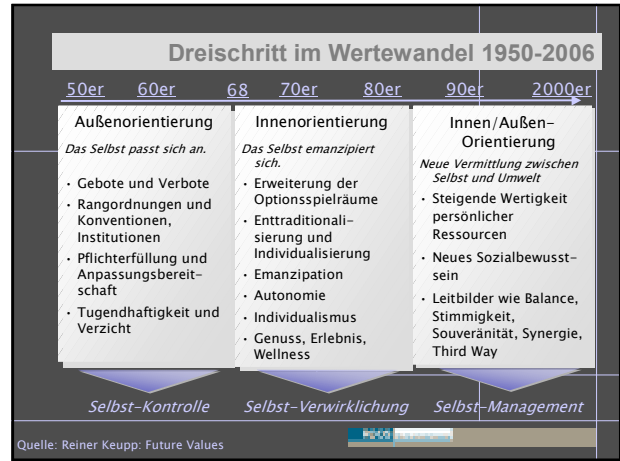 Dreischritt im Wertewandel 1950-2006
50er 60er 68 70er 80er 90er 2000er
Außenorientierung
Das Selbst passt sich an.
• Gebote und Verbote
• Rangordnungen und
Konventionen,
Institutionen
• Pflichterfüllung und
Anpassungsbereit-
schaft
• Tugendhaftigkeit und
Verzicht
Innenorientierung
Das Selbst emanzipiert
sich.
• Erweiterung der
Optionsspielräume
• Enttraditionali-
sierung und
Individualisierung
• Emanzipation
• Autonomie
• Individualismus
• Genuss, Erlebnis,
Wellness
Innen/Außen-
Orientierung
Neue Vermittlung zwischen
Selbst und Umwelt
• Steigende Wertigkeit
persönlicher
Ressourcen
• Neues Sozialbewusst-
sein
• Leitbilder wie Balance,
Stimmigkeit,
Souveränität, Synergie,
Third Way
Selbst-Kontrolle Selbst-Verwirklichung Selbst-Management
Quelle: Reiner Keupp: Future Values